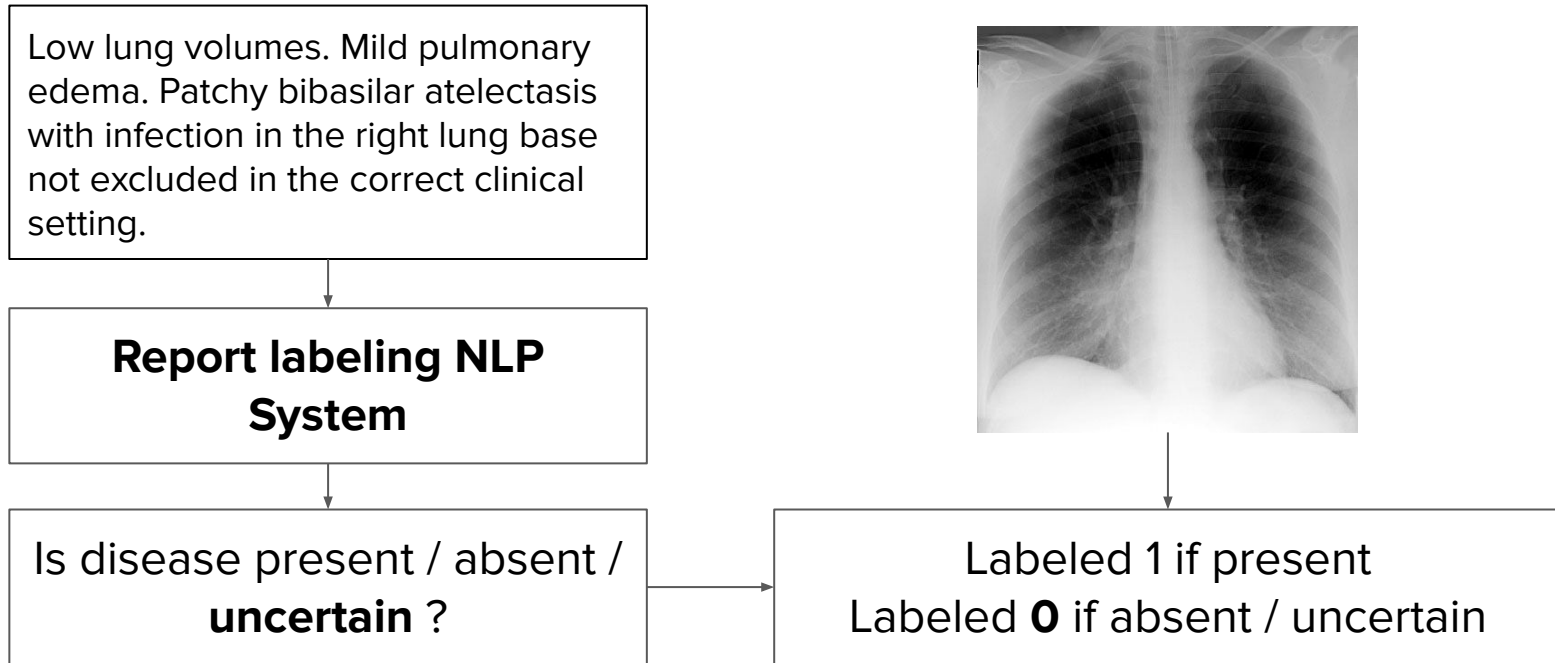 Low lung volumes. Mild pulmonary
edema. Patchy bibasilar atelectasis
with infection in the right lung base
not excluded in the correct clinical
setting.
Report labeling NLP
System
Is disease present / absent /
uncertain ?
Labeled 1 if present
Labeled 0 if absent / uncertain